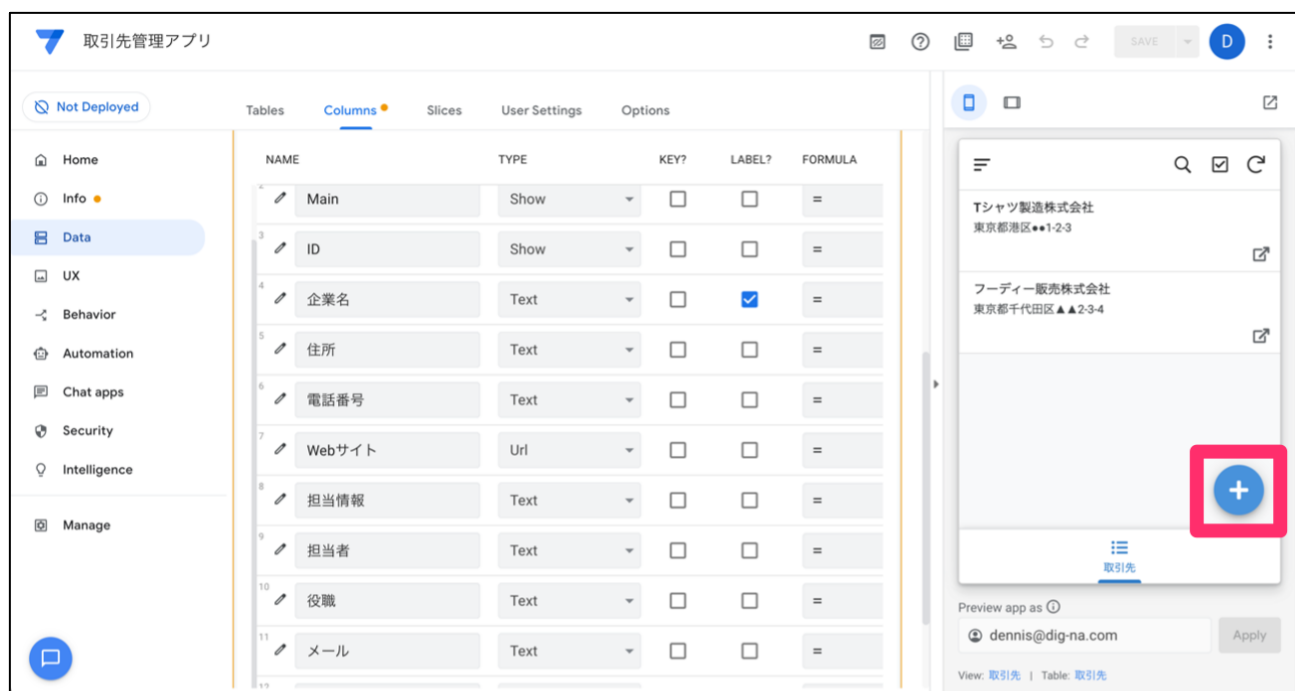 取引先管理アプリ
SAVE
D
Not Deployed
Tables Columns Slices User Settings Options
Home
Info
Data
UX
Behavior
Automation
Chat apps
Security
Intelligence
Manage
NAME TYPE KEY? LABEL? FORMULA
2 Main Show =
3 ID Show =
4 企業名 Text =
5 住所 Text =
6 電話番号 Text =
7 Webサイト Url =
8 担当情報 Text =
9 担当者 Text =
10 役職 Text =
11 メール Text =
12
Tシャツ製造株式会社
東京都港区●●1-2-3
フーディー販売株式会社
東京都千代田区▲▲2-3-4
取引先
Preview app as
dennis@dig-na.com Apply
View: 取引先 | Table: 取引先